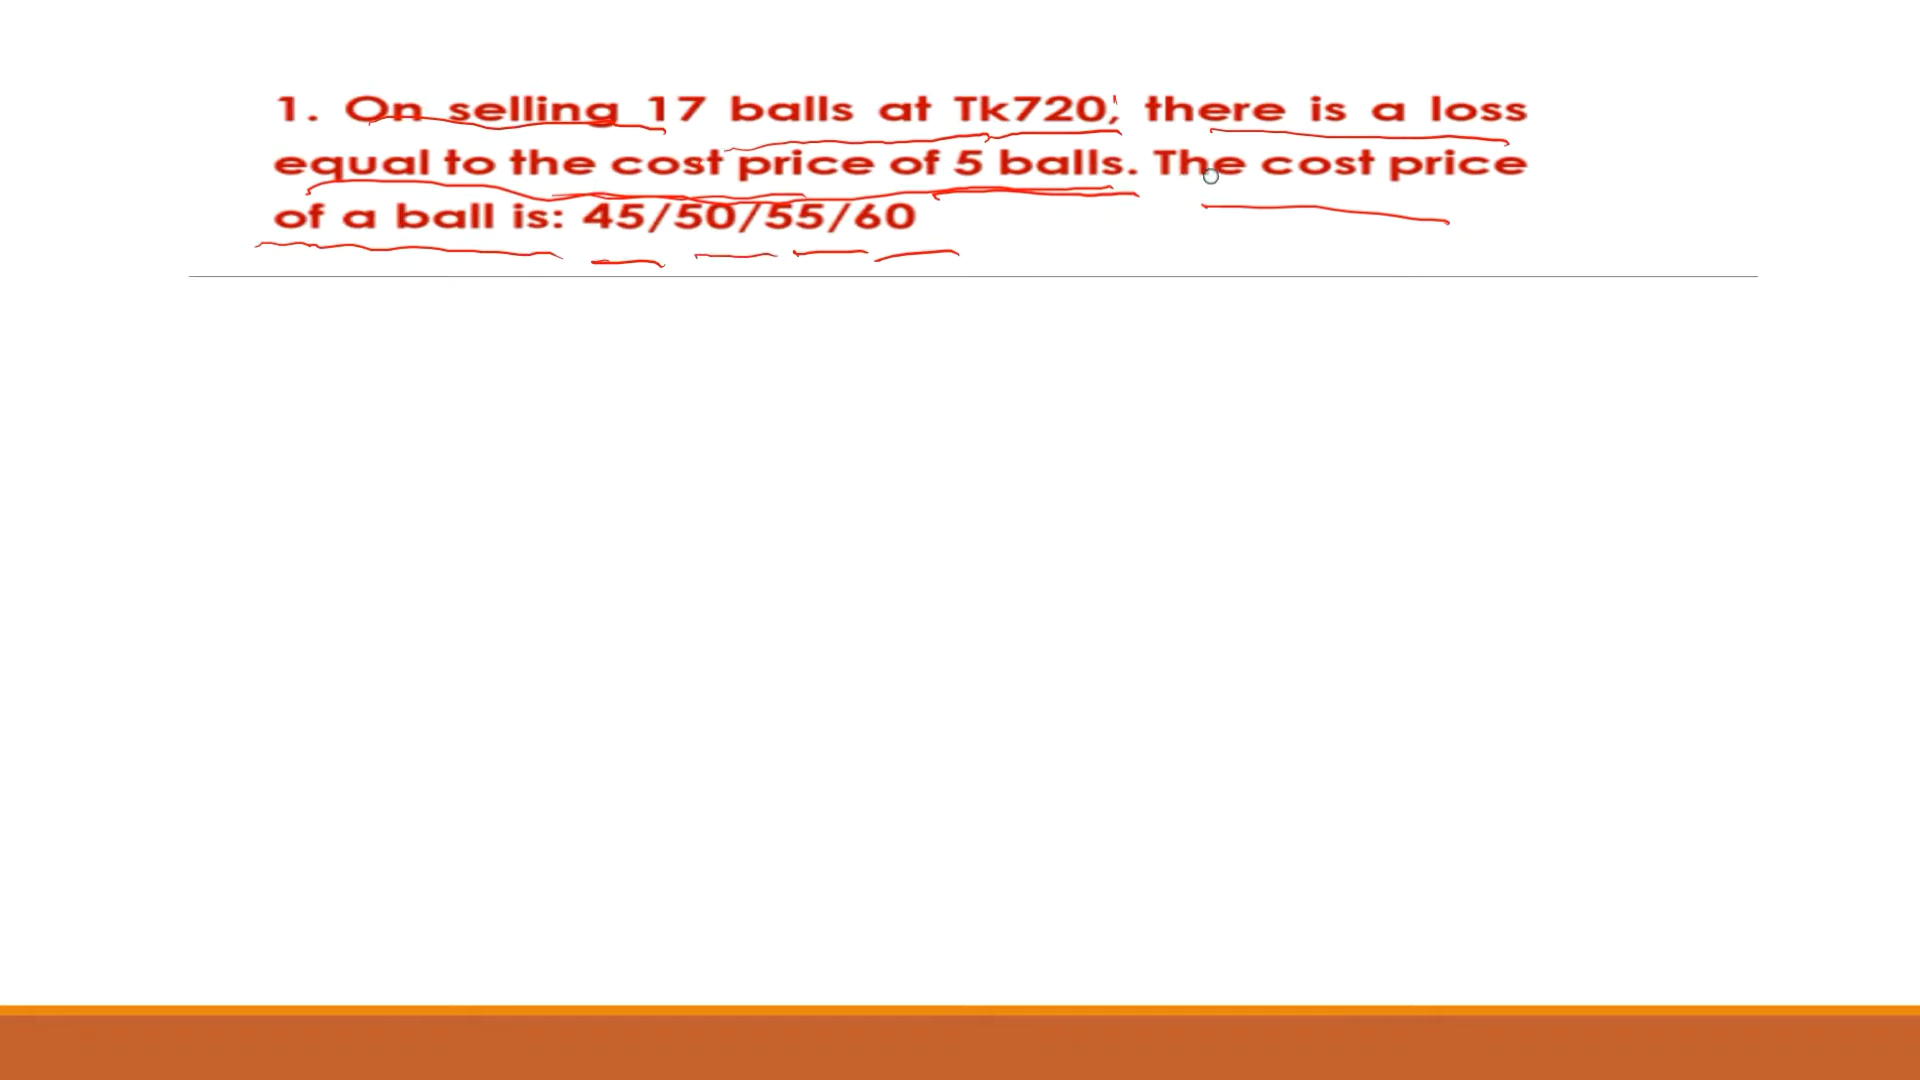 1. On selling 17 balls at Tk720, there is a loss
equal to the cost price of 5 balls. The cost price
of a ball is: 45/50/55/60